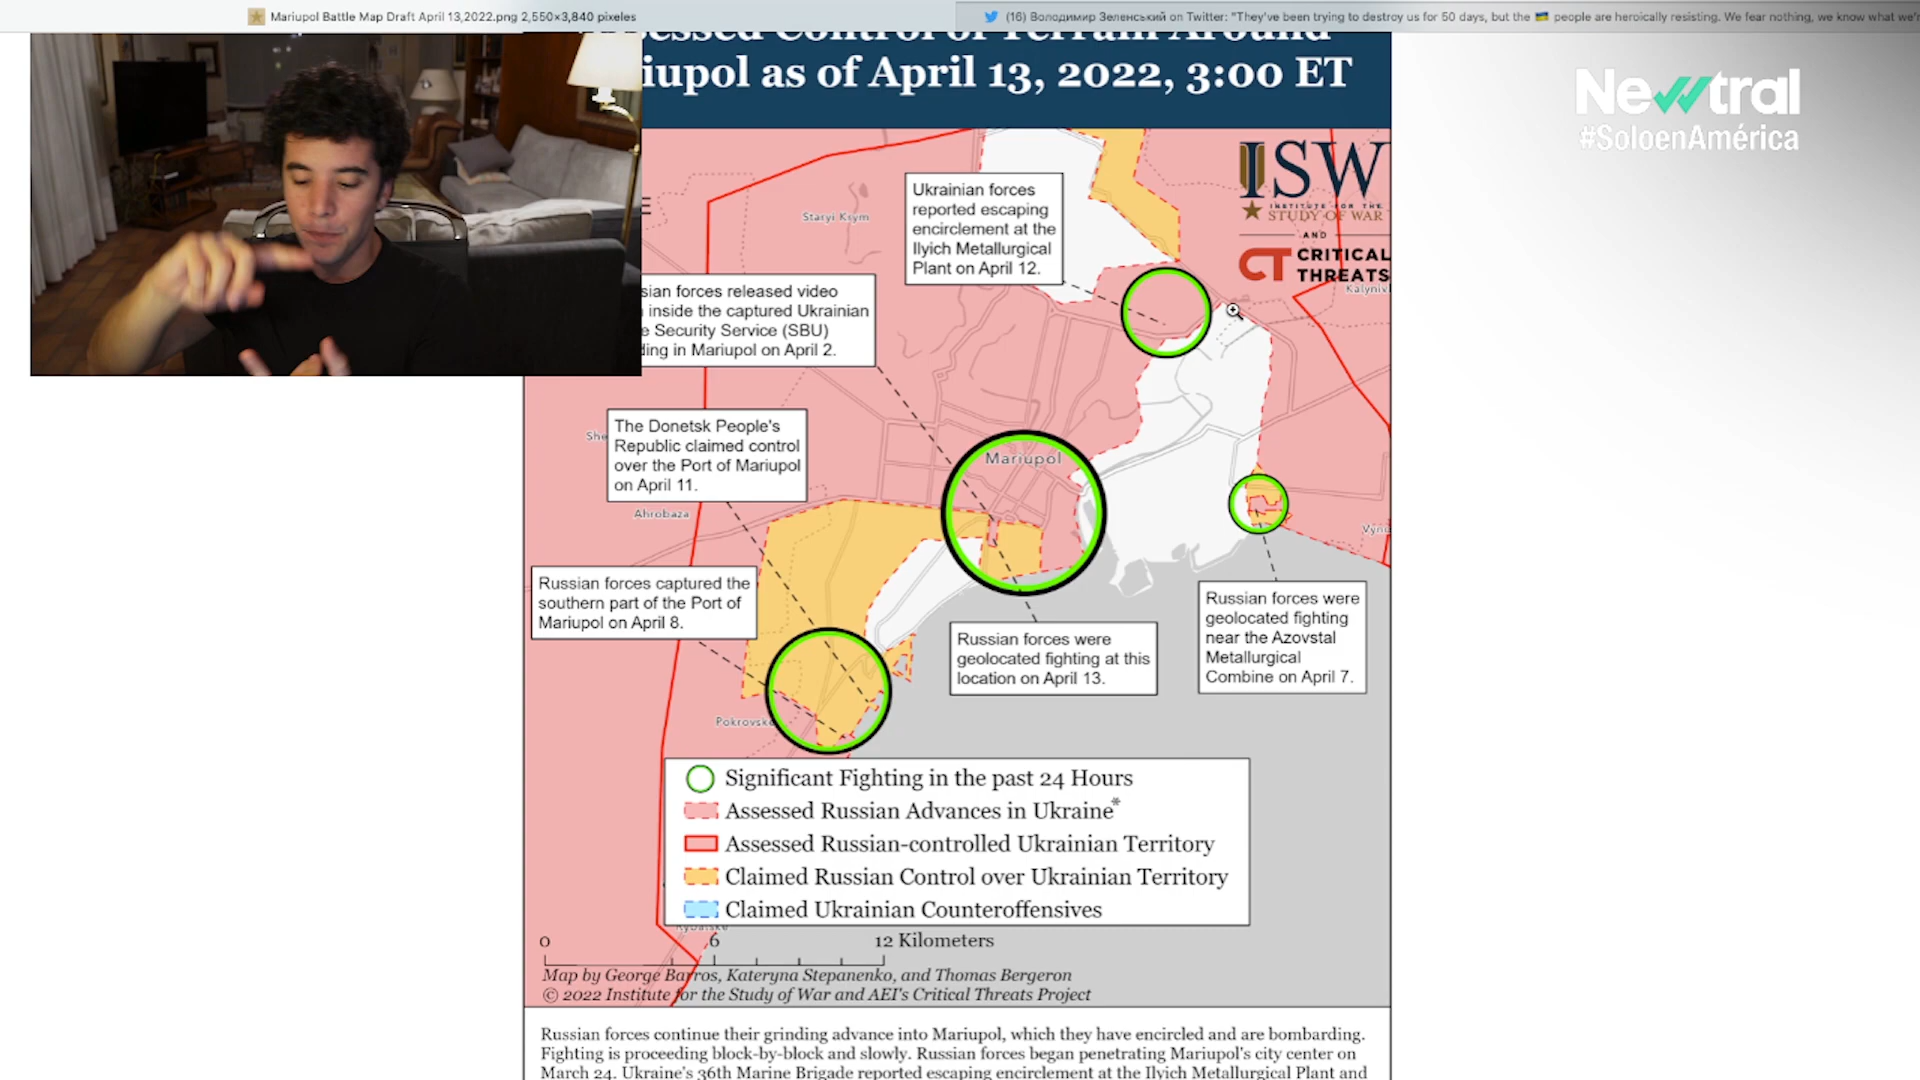 Mariupol Battle Map Draft April 13,2022.png 2,550×3,840 pixeles
(16) Володимир Зеленський on Twitter: "They've been trying to destroy us for 50 days, but the 🇺🇦 people are heroically resisting. We fear nothing, we know what we'r
Newtral
#SoloenAmérica
essed Control of Terrain Around
iupol as of April 13, 2022, 3:00 ET
ISW
INSTITUTE FOR THE
STUDY OF WAR
AND
CT CRITICAL
THREATS
Kalyniv
Staryi Krym
Ukrainian forces
reported escaping
encirclement at the
Ilyich Metallurgical
Plant on April 12.
sian forces released video
inside the captured Ukrainian
e Security Service (SBU)
ding in Mariupol on April 2.
She
The Donetsk People's
Republic claimed control
over the Port of Mariupol
on April 11.
Mariupol
Ahrobaza
Vyno
Russian forces captured the
southern part of the Port of
Mariupol on April 8.
Russian forces were
geolocated fighting at this
location on April 13.
Russian forces were
geolocated fighting
near the Azovstal
Metallurgical
Combine on April 7.
Pokrovske
Significant Fighting in the past 24 Hours
Assessed Russian Advances in Ukraine*
Assessed Russian-controlled Ukrainian Territory
Claimed Russian Control over Ukrainian Territory
Claimed Ukrainian Counteroffensives
0 6 12 Kilometers
Map by George Barros, Kateryna Stepanenko, and Thomas Bergeron
© 2022 Institute for the Study of War and AEI's Critical Threats Project
Russian forces continue their grinding advance into Mariupol, which they have encircled and are bombarding.
Fighting is proceeding block-by-block and slowly. Russian forces began penetrating Mariupol's city center on
March 24. Ukraine's 36th Marine Brigade reported escaping encirclement at the Ilyich Metallurgical Plant and